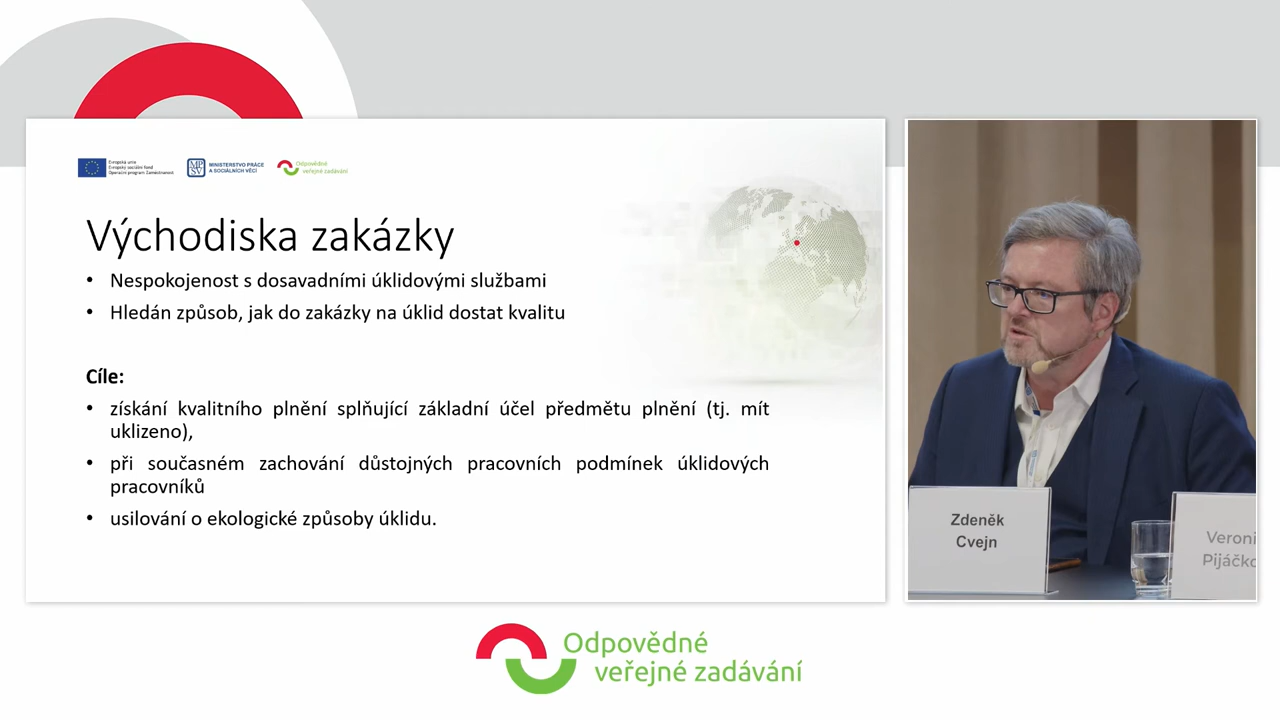 Evropská unie
Evropský sociální fond
Operační program Zaměstnanost
MPSV
MINISTERSTVO PRÁCE
A SOCIÁLNÍCH VĚCÍ
Odpovědné
veřejné zadávání
Východiska zakázky
• Nespokojenost s dosavadními úklidovými službami
• Hledán způsob, jak do zakázky na úklid dostat kvalitu
Cíle:
• získání kvalitního plnění splňující základní účel předmětu plnění (tj. mít
uklizeno),
• při současném zachování důstojných pracovních podmínek úklidových
pracovníků
• usilování o ekologické způsoby úklidu.
Zdeněk
Cvejn
Veroni
Pijáčko
Odpovědné
veřejné zadávání